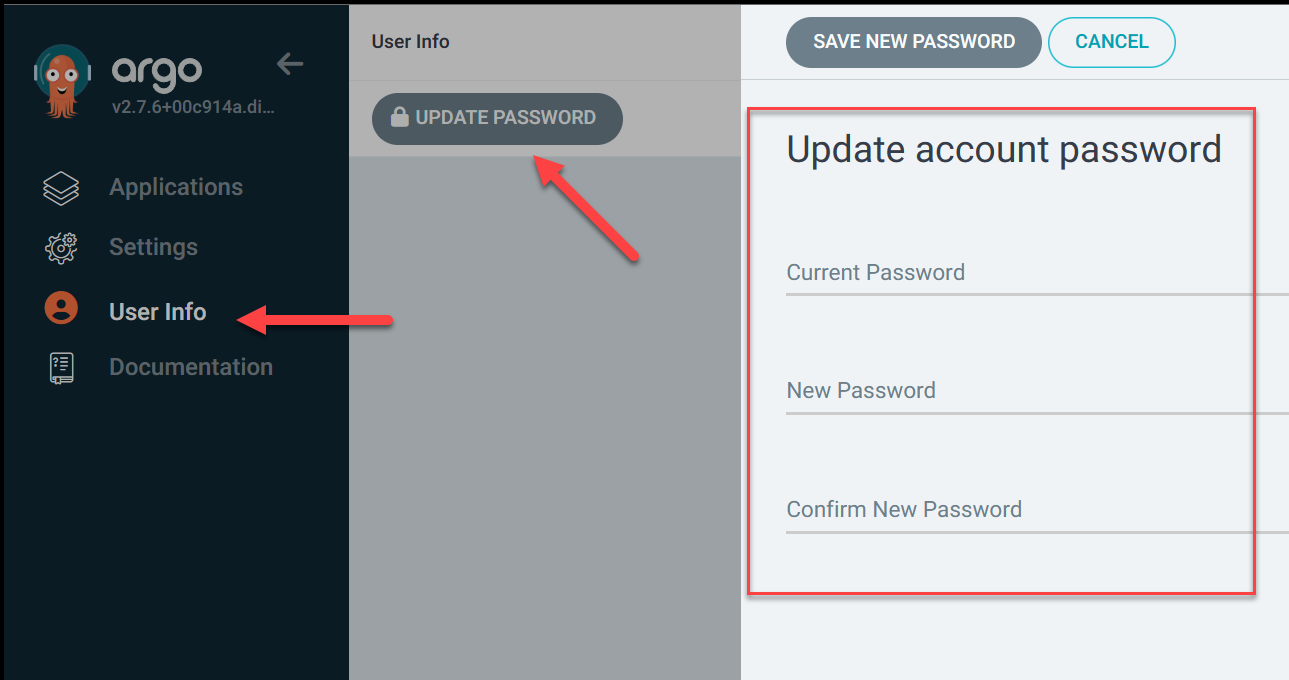 argo
v2.7.6+00c914a.di...
Applications
Settings
User Info
Documentation
User Info
UPDATE PASSWORD
SAVE NEW PASSWORD
CANCEL
Update account password
Current Password
New Password
Confirm New Password